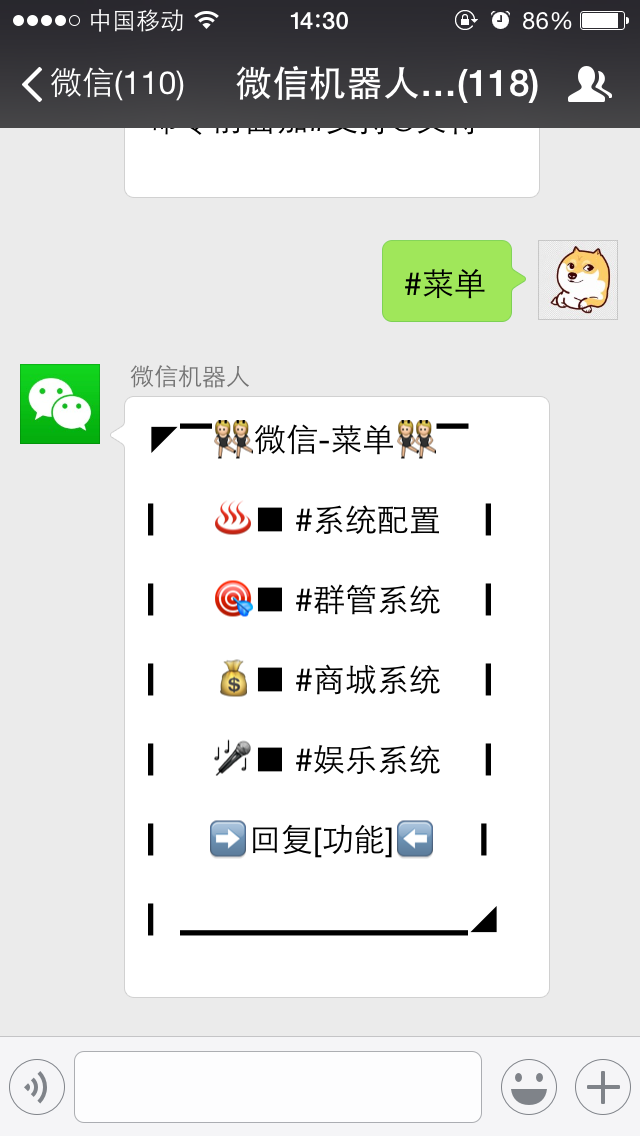 中国移动 14:30 86%
微信(110) 微信机器人...(118)
#菜单
微信机器人
微信-菜单
#系统配置
#群管系统
#商城系统
#娱乐系统
回复[功能]